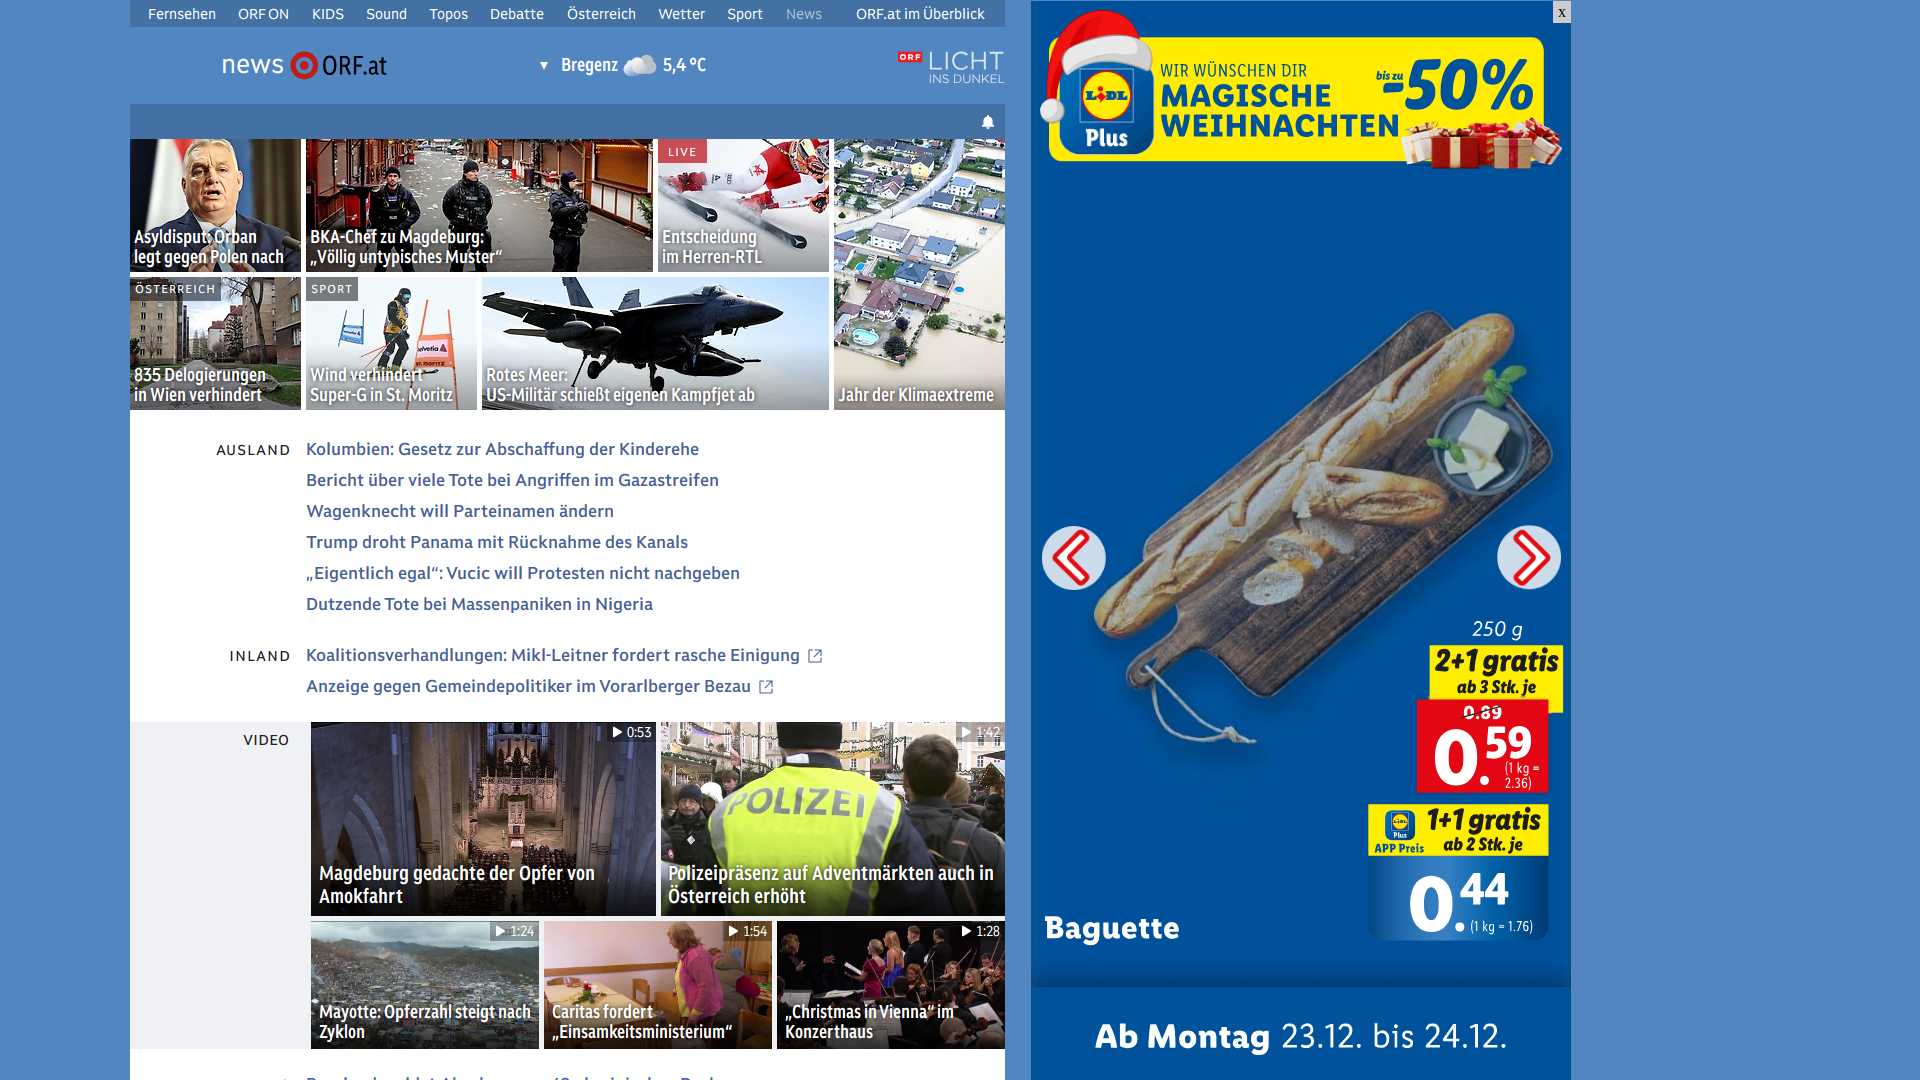 Fernsehen ORF ON KIDS Sound Topos Debatte Österreich Wetter Sport News ORF.at im Überblick
news ORF.at
▼ Bregenz 5,4 °C
ORF LICHT
INS DUNKEL
Asyldisput: Orban
legt gegen Polen nach
BKA-Chef zu Magdeburg:
„Völlig untypisches Muster“
LIVE
Entscheidung
im Herren-RTL
ÖSTERREICH
835 Delogierungen
in Wien verhindert
SPORT
Wind verhindert
Super-G in St. Moritz
Rotes Meer:
US-Militär schießt eigenen Kampfjet ab
Jahr der Klimaextreme
AUSLAND
Kolumbien: Gesetz zur Abschaffung der Kinderehe
Bericht über viele Tote bei Angriffen im Gazastreifen
Wagenknecht will Parteinamen ändern
Trump droht Panama mit Rücknahme des Kanals
„Eigentlich egal“: Vucic will Protesten nicht nachgeben
Dutzende Tote bei Massenpaniken in Nigeria
INLAND
Koalitionsverhandlungen: Mikl-Leitner fordert rasche Einigung
Anzeige gegen Gemeindepolitiker im Vorarlberger Bezau
VIDEO
0:53
Magdeburg gedachte der Opfer von
Amokfahrt
1:42
POLIZEI
Polizeipräsenz auf Adventmärkten auch in
Österreich erhöht
1:24
Mayotte: Opferzahl steigt nach
Zyklon
1:54
Caritas fordert
„Einsamkeitsministerium“
1:28
„Christmas in Vienna“ im
Konzerthaus
x
LIDL
Plus
WIR WÜNSCHEN DIR
MAGISCHE
WEIHNACHTEN
bis zu
-50%
250 g
2+1 gratis
ab 3 Stk. je
0.89
0.59
(1 kg =
2.36)
LIDL
Plus
APP Preis
1+1 gratis
ab 2 Stk. je
0.44
(1 kg = 1.76)
Baguette
Ab Montag 23.12. bis 24.12.